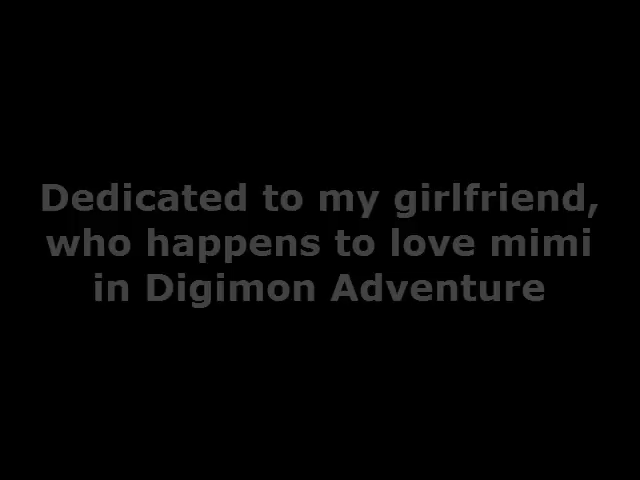 Dedicated to my girlfriend,
who happens to love mimi
in Digimon Adventure